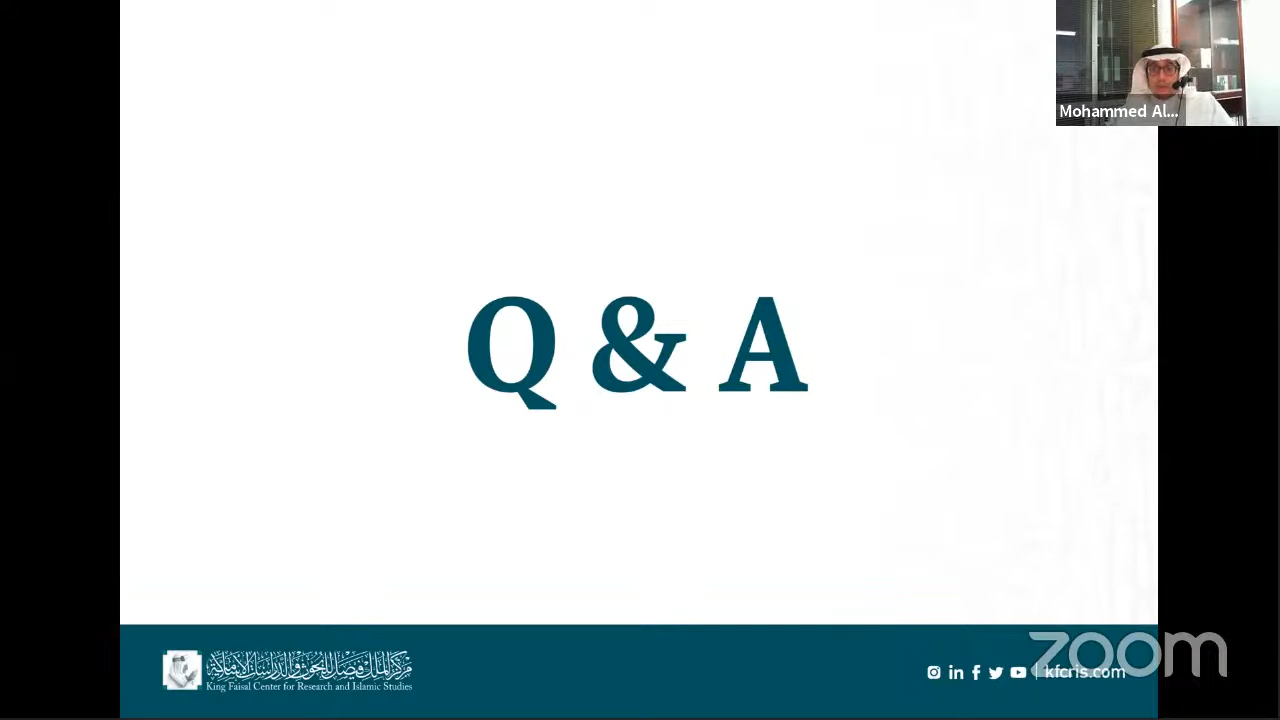 Mohammed Al...
Q & A
مركز الملك فيصل للبحوث والدراسات الإسلامية
King Faisal Center for Research and Islamic Studies
kfcris.com
zoom